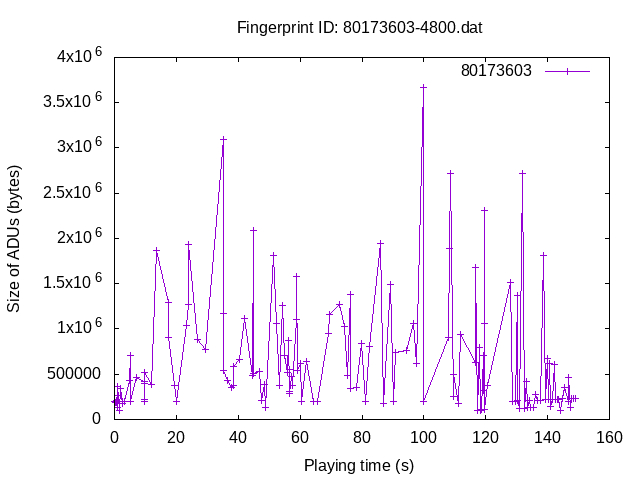 Fingerprint ID: 80173603-4800.dat
80173603
4x10^6
3.5x10^6
3x10^6
2.5x10^6
2x10^6
1.5x10^6
1x10^6
500000
0
Size of ADUs (bytes)
0 20 40 60 80 100 120 140 160
Playing time (s)